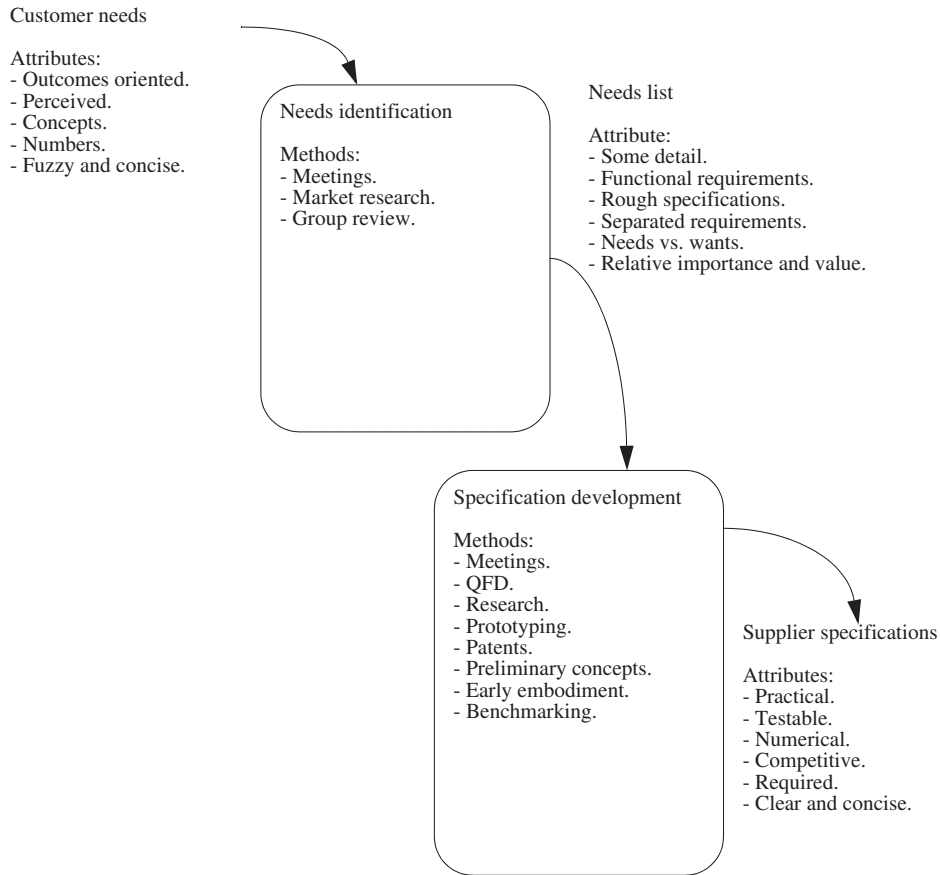 Customer needs
Attributes:
- Outcomes oriented.
- Perceived.
- Concepts.
- Numbers.
- Fuzzy and concise.
Needs identification
Methods:
- Meetings.
- Market research.
- Group review.
Needs list
Attribute:
- Some detail.
- Functional requirements.
- Rough specifications.
- Separated requirements.
- Needs vs. wants.
- Relative importance and value.
Specification development
Methods:
- Meetings.
- QFD.
- Research.
- Prototyping.
- Patents.
- Preliminary concepts.
- Early embodiment.
- Benchmarking.
Supplier specifications
Attributes:
- Practical.
- Testable.
- Numerical.
- Competitive.
- Required.
- Clear and concise.